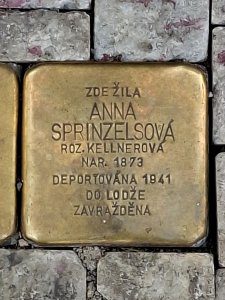 ZDE ŽILA
ANNA
SPRINZELSOVÁ
ROZ. KELLNEROVÁ
NAR. 1873
DEPORTOVÁNA 1941
DO LODŽE
ZAVRAŽDĚNA